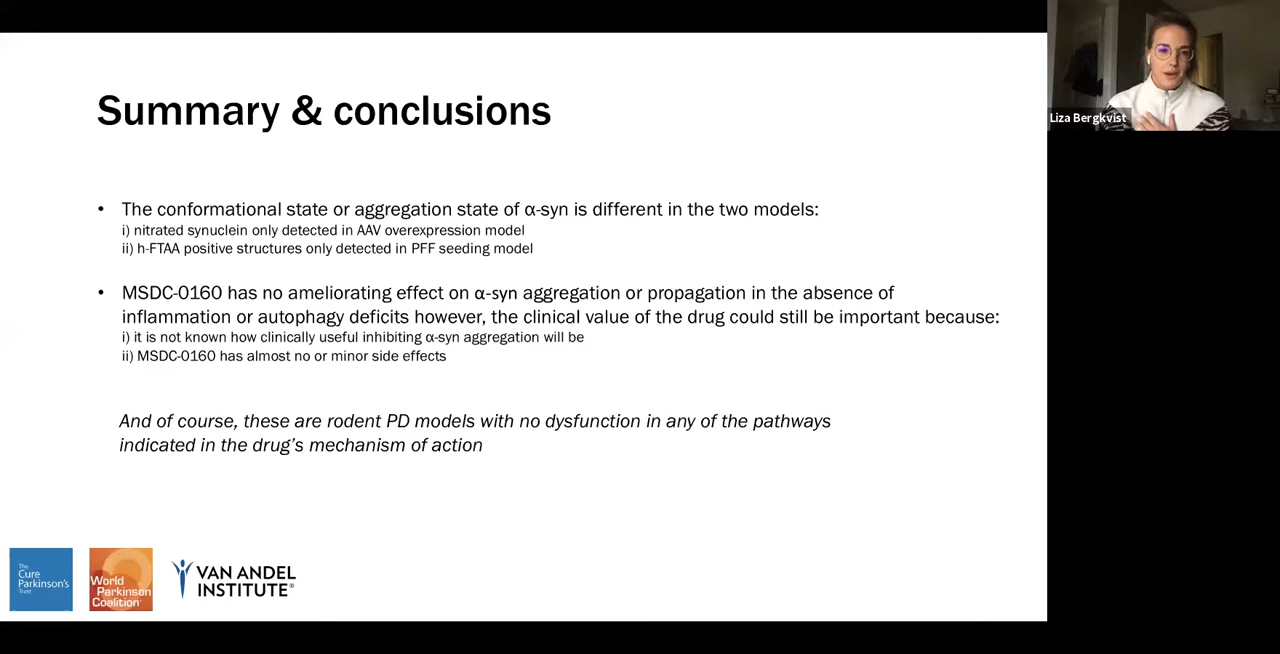 Summary & conclusions
• The conformational state or aggregation state of α-syn is different in the two models:
i) nitrated synuclein only detected in AAV overexpression model
ii) h-FTAA positive structures only detected in PFF seeding model
• MSDC-0160 has no ameliorating effect on α-syn aggregation or propagation in the absence of
inflammation or autophagy deficits however, the clinical value of the drug could still be important because:
i) it is not known how clinically useful inhibiting α-syn aggregation will be
ii) MSDC-0160 has almost no or minor side effects
And of course, these are rodent PD models with no dysfunction in any of the pathways
indicated in the drug's mechanism of action
The
Cure
Parkinson's
Trust
World
Parkinson
Coalition
VAN ANDEL
INSTITUTE®
Liza Bergkvist